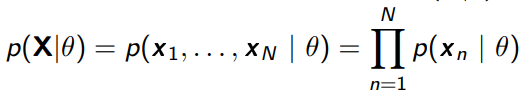 p(X|θ) = p(x₁, . . . , x_N | θ) = ∏_{n=1}^{N} p(x_n | θ)